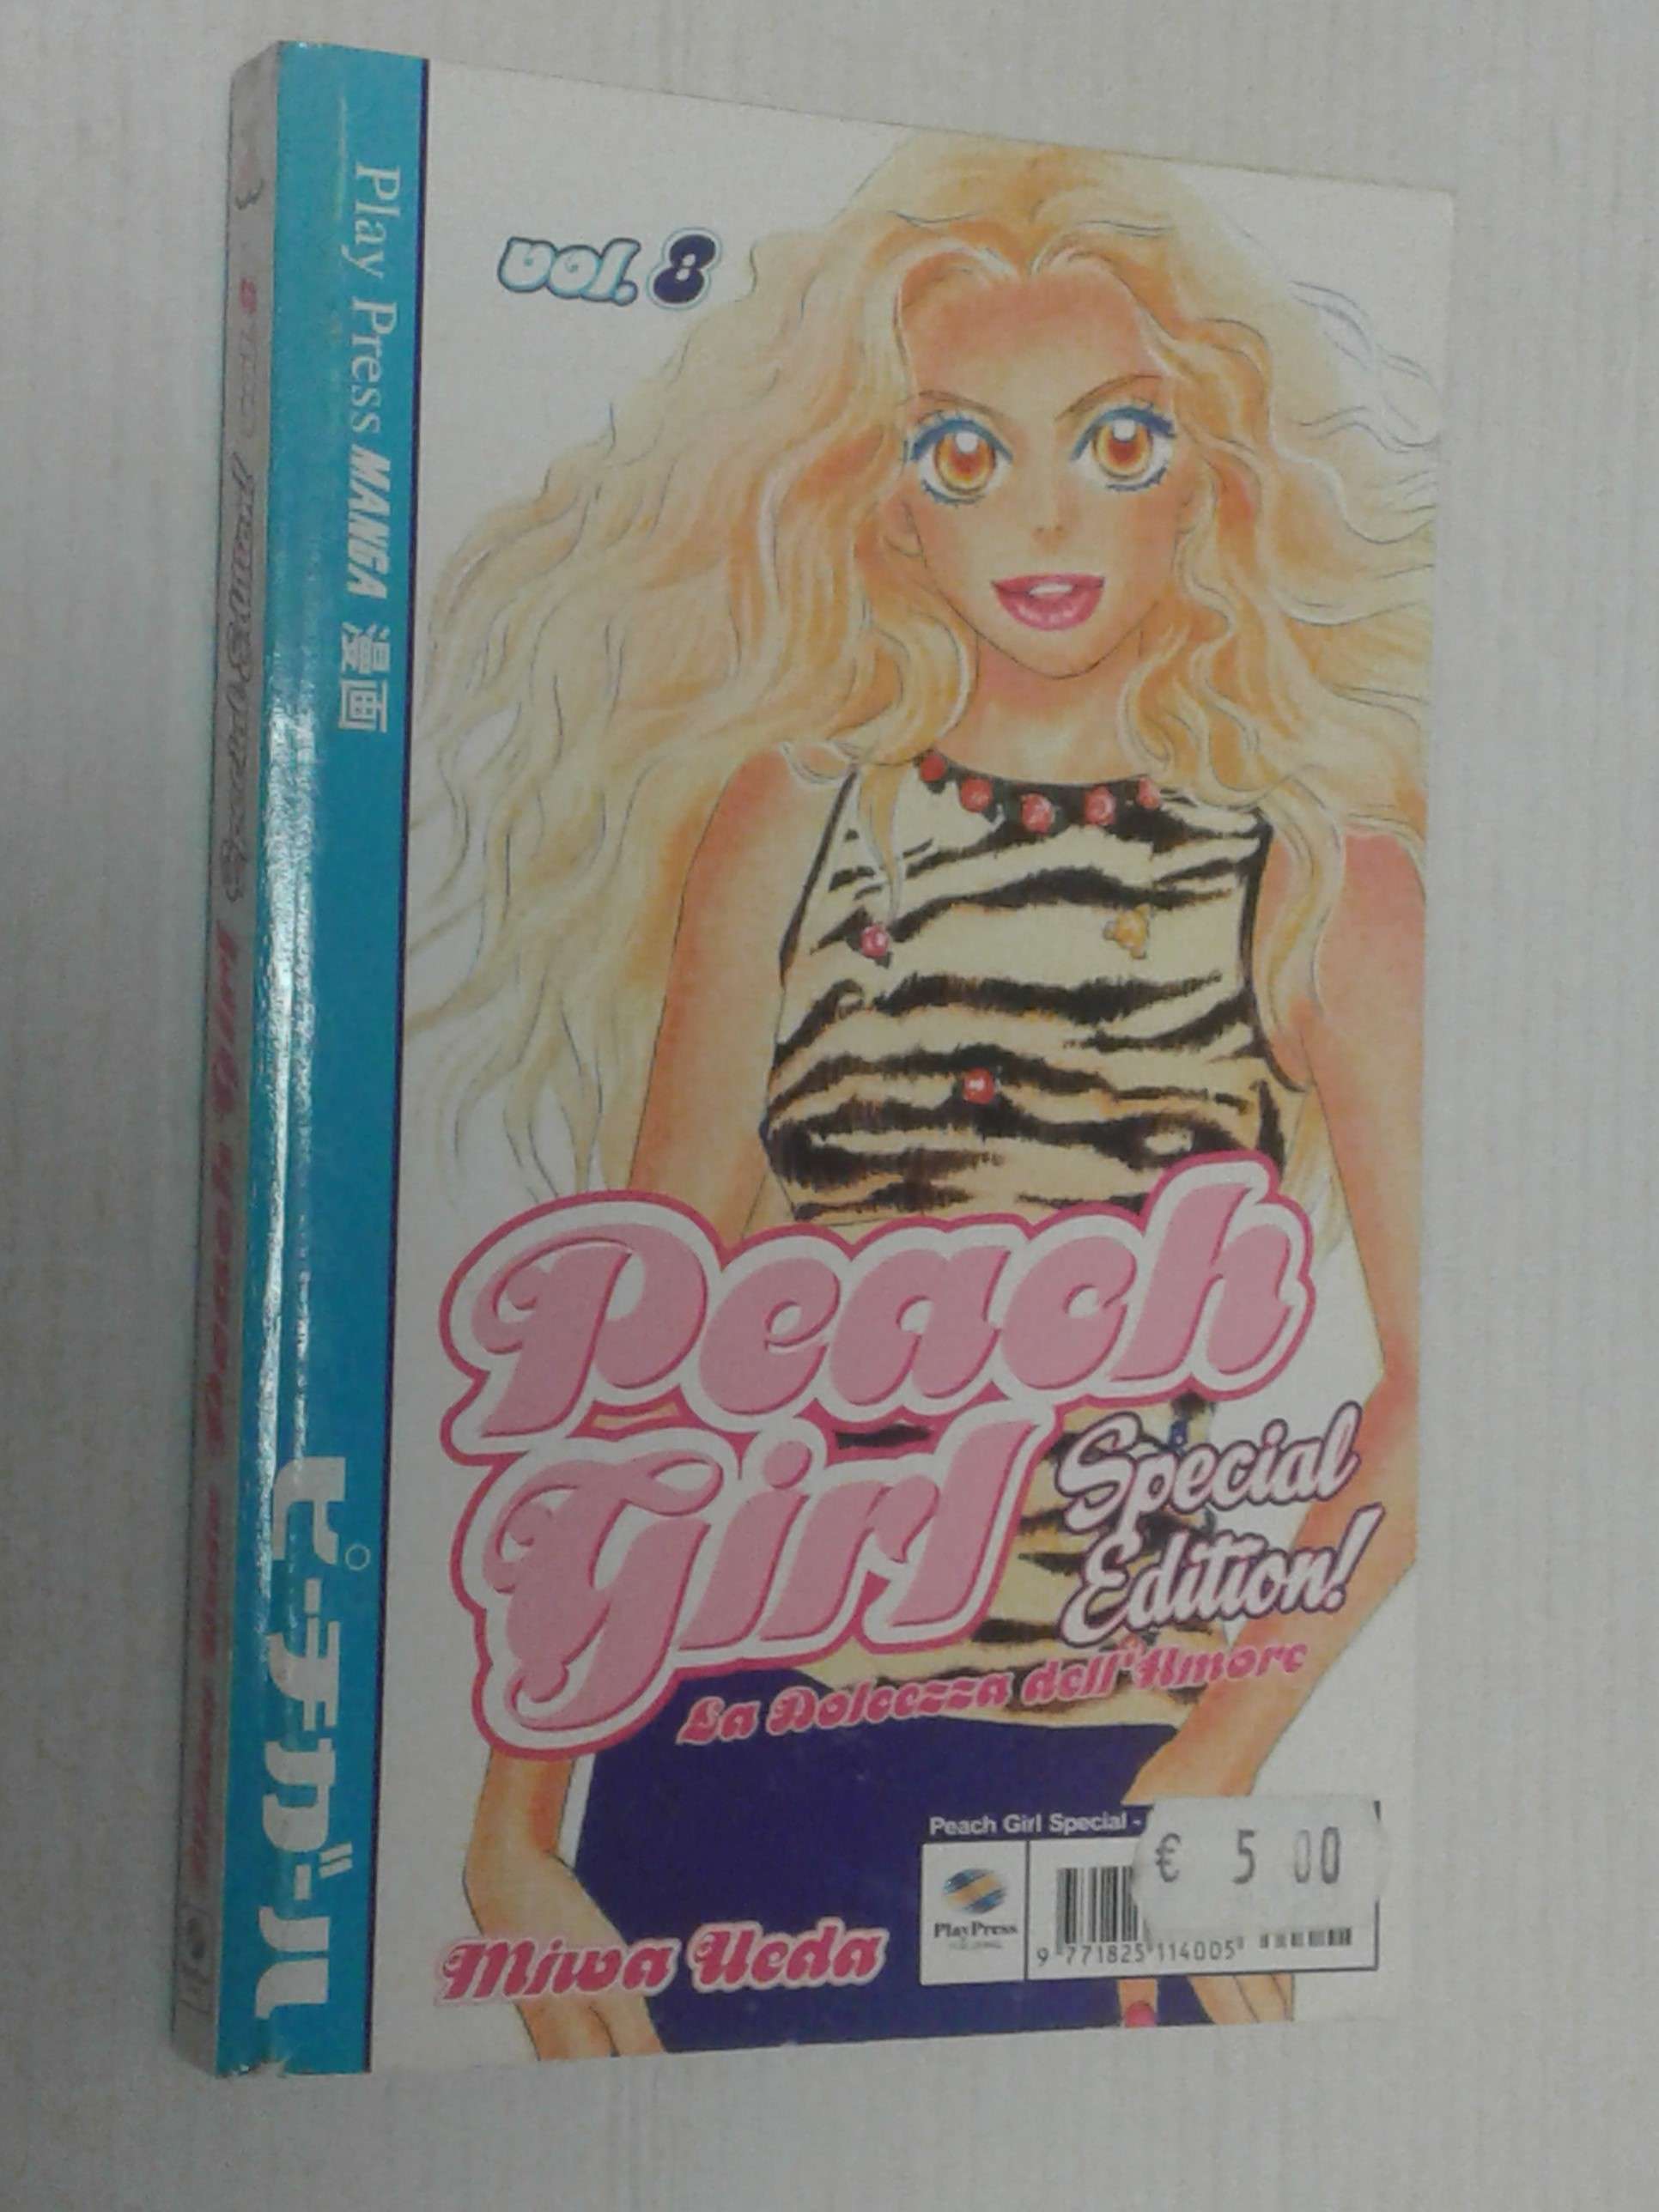 Play Press MANGA 漫画
ピーチガール
vol. 8
Peach
Girl
Special
Edition!
La Dolcezza dell'Amore
Miwa Ueda
Peach Girl Special -
€ 5 00
PlayPress
9 771825 114005